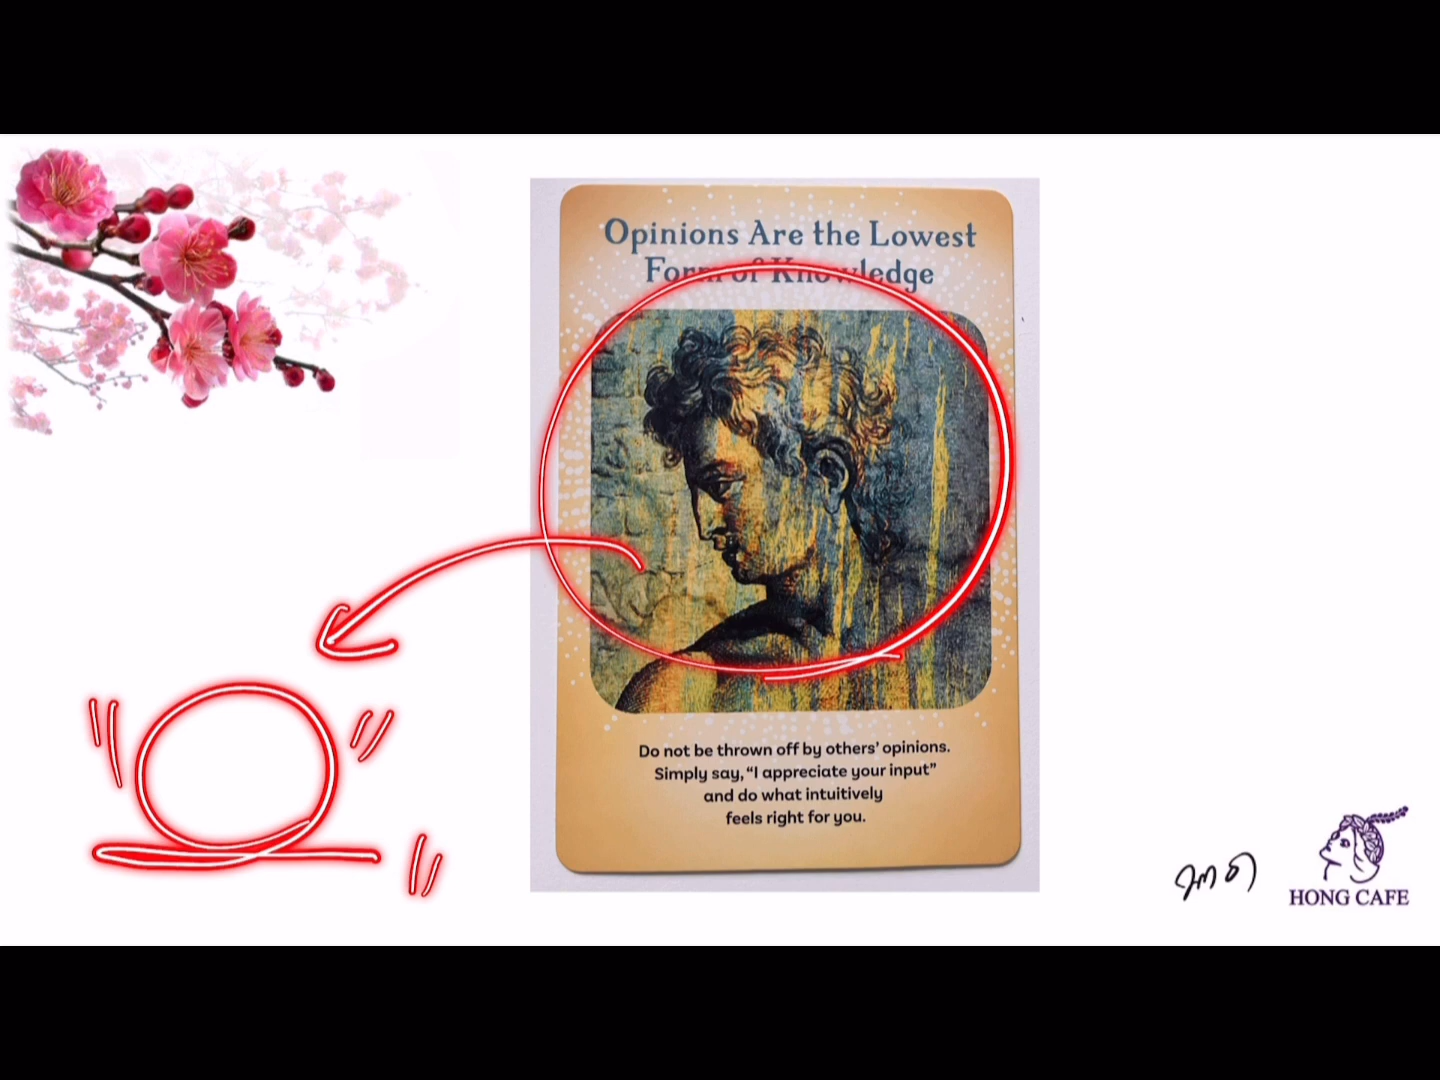 Opinions Are the Lowest
Form of Knowledge
Do not be thrown off by others' opinions.
Simply say, "I appreciate your input"
and do what intuitively
feels right for you.
HONG CAFE